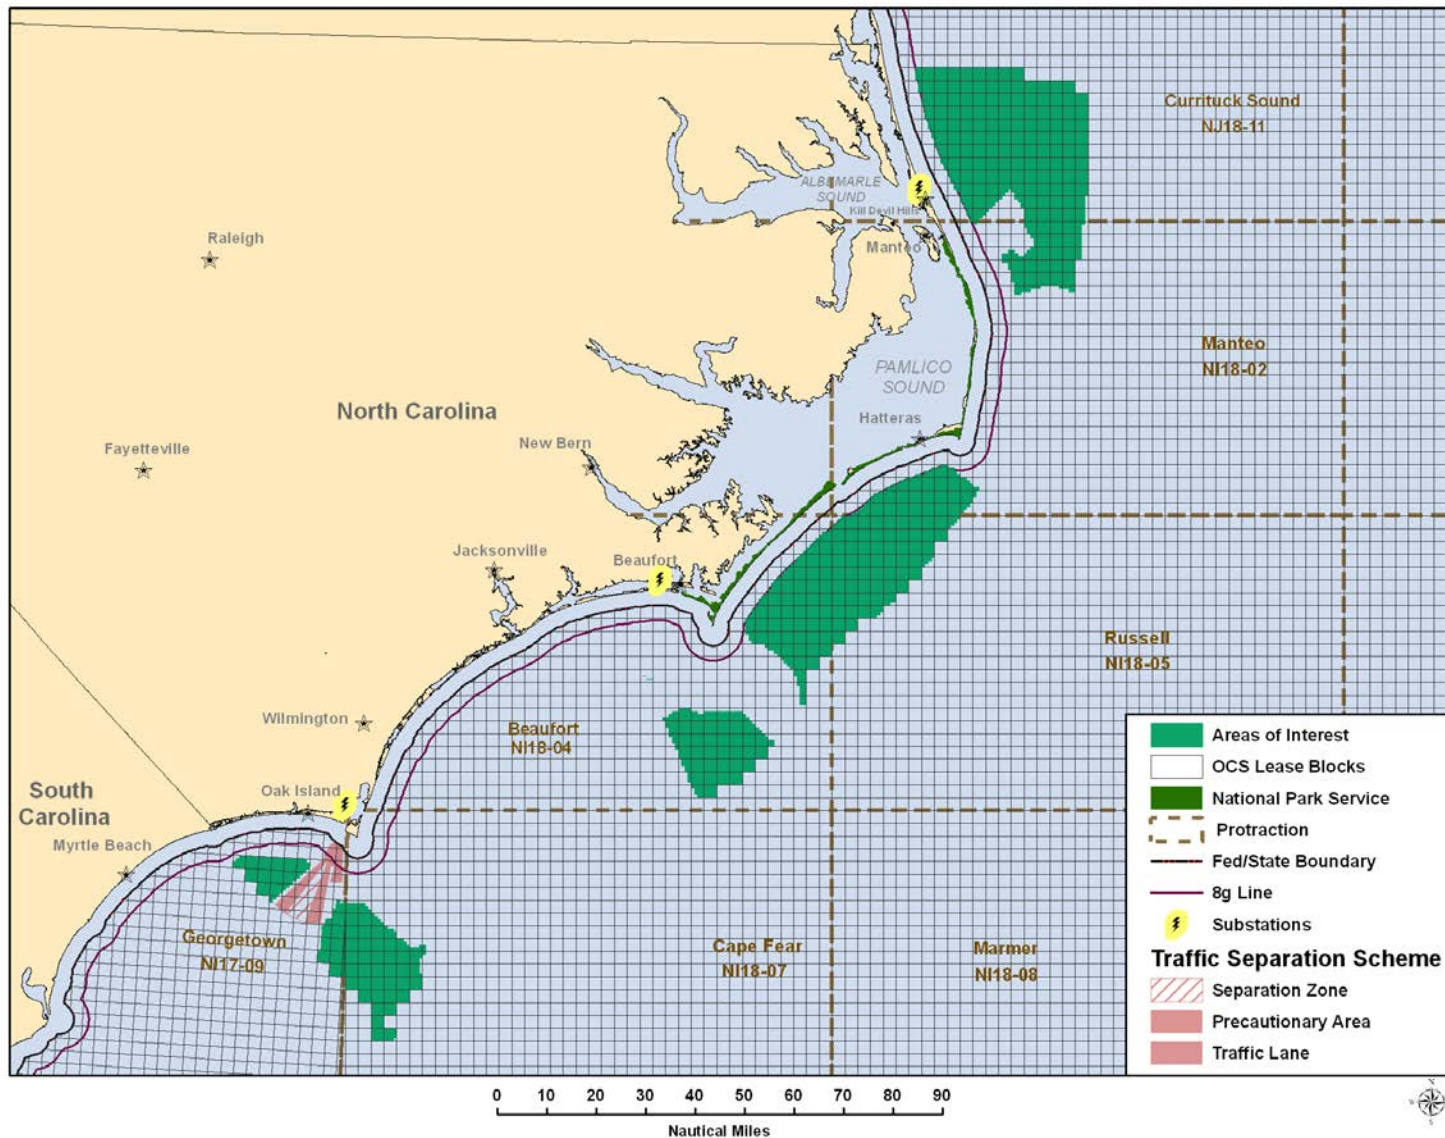 Currituck Sound
NJ18-11
ALBEMARLE
SOUND
Kill Devil Hills
Manteo
Raleigh
Manteo
NI18-02
PAMLICO
SOUND
North Carolina
Hatteras
Fayetteville
New Bern
Jacksonville
Beaufort
Russell
NI18-05
Wilmington
Beaufort
NI18-04
South
Carolina
Oak Island
Myrtle Beach
Georgetown
NI17-09
Cape Fear
NI18-07
Marmer
NI18-08
Areas of Interest
OCS Lease Blocks
National Park Service
Protraction
Fed/State Boundary
8g Line
Substations
Traffic Separation Scheme
Separation Zone
Precautionary Area
Traffic Lane
0 10 20 30 40 50 60 70 80 90
Nautical Miles